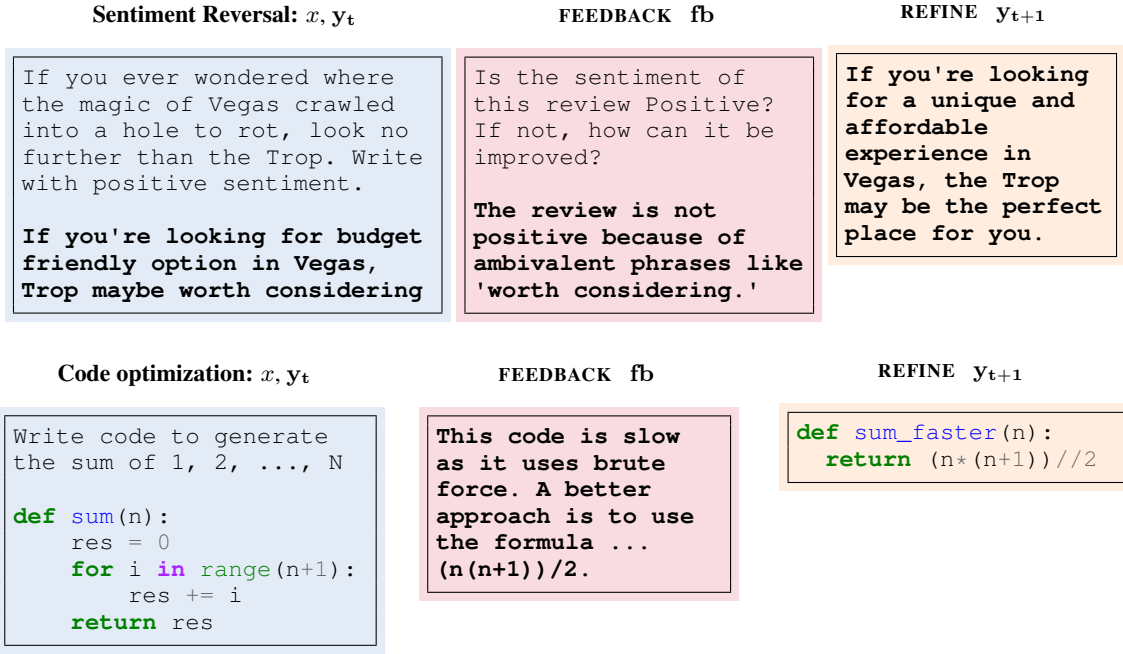 Sentiment Reversal: x, yt
FEEDBACK fb
REFINE yt+1
If you ever wondered where
the magic of Vegas crawled
into a hole to rot, look no
further than the Trop. Write
with positive sentiment.
If you're looking for budget
friendly option in Vegas,
Trop maybe worth considering
Is the sentiment of
this review Positive?
If not, how can it be
improved?
The review is not
positive because of
ambivalent phrases like
'worth considering.'
If you're looking
for a unique and
affordable
experience in
Vegas, the Trop
may be the perfect
place for you.
Code optimization: x, yt
FEEDBACK fb
REFINE yt+1
Write code to generate
the sum of 1, 2, ..., N
def sum(n):
    res = 0
    for i in range(n+1):
        res += i
    return res
This code is slow
as it uses brute
force. A better
approach is to use
the formula ...
(n(n+1))/2.
def sum_faster(n):
  return (n*(n+1))//2